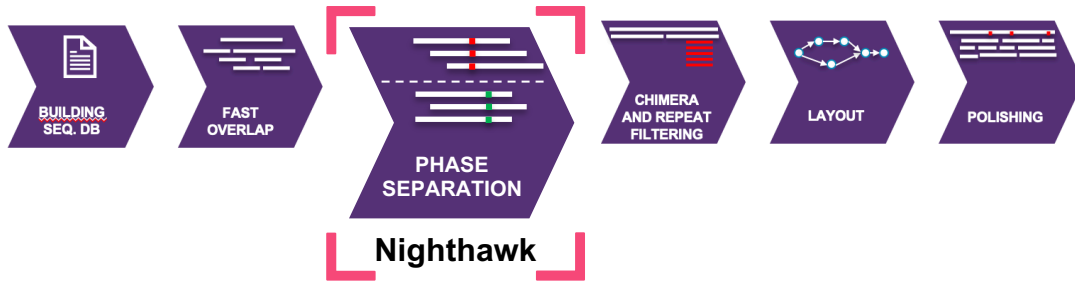 BUILDING
SEQ. DB
FAST
OVERLAP
PHASE
SEPARATION
CHIMERA
AND REPEAT
FILTERING
LAYOUT
POLISHING
Nighthawk